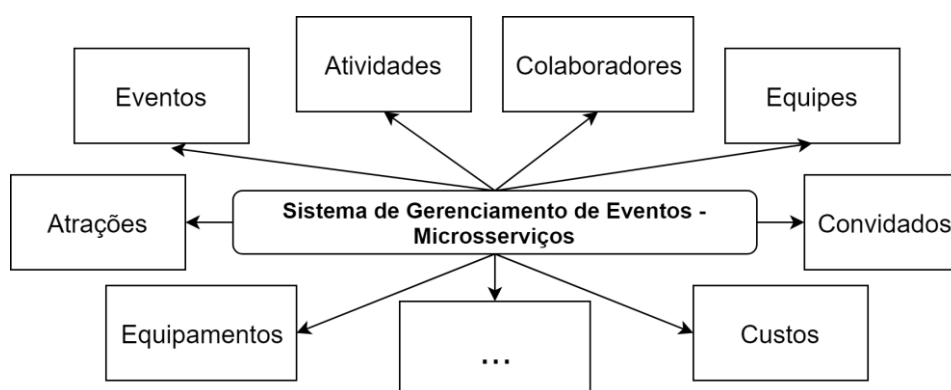 Atividades
Colaboradores
Eventos
Equipes
Sistema de Gerenciamento de Eventos -
Microsserviços
Atrações
Convidados
Equipamentos
...
Custos